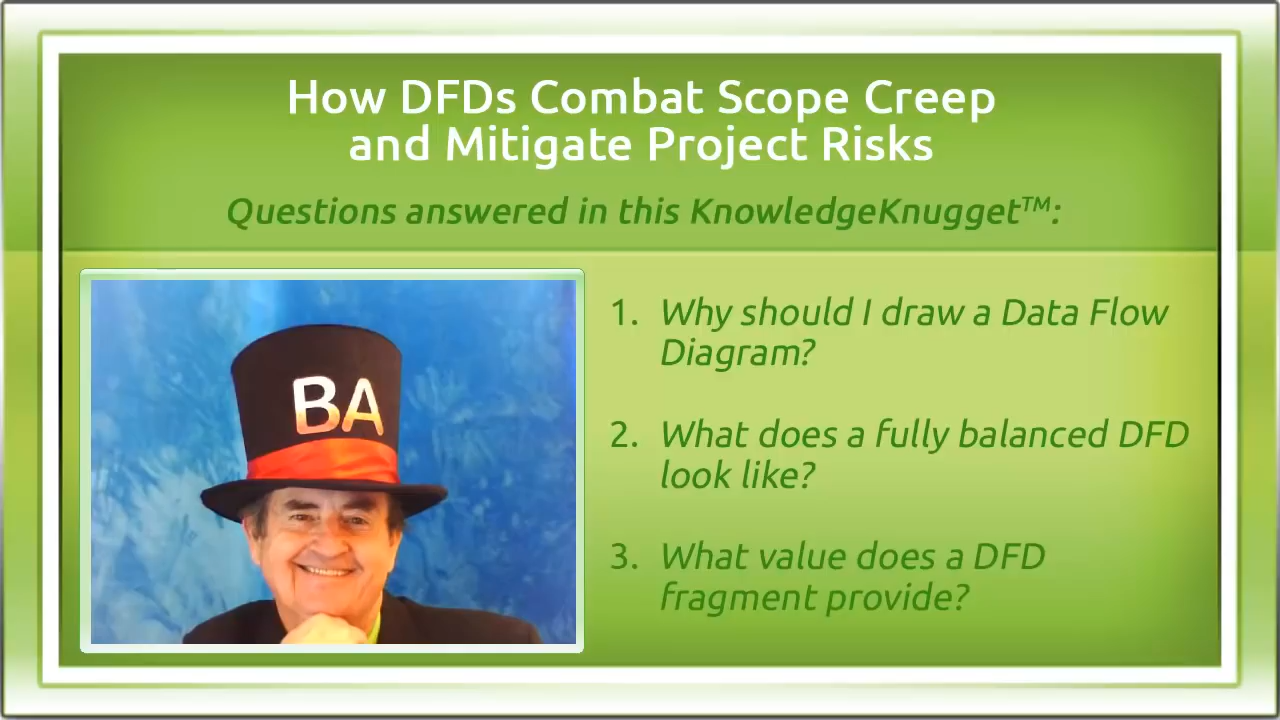 How DFDs Combat Scope Creep
and Mitigate Project Risks
Questions answered in this KnowledgeKnugget™:
BA
1. Why should I draw a Data Flow
Diagram?
2. What does a fully balanced DFD
look like?
3. What value does a DFD
fragment provide?